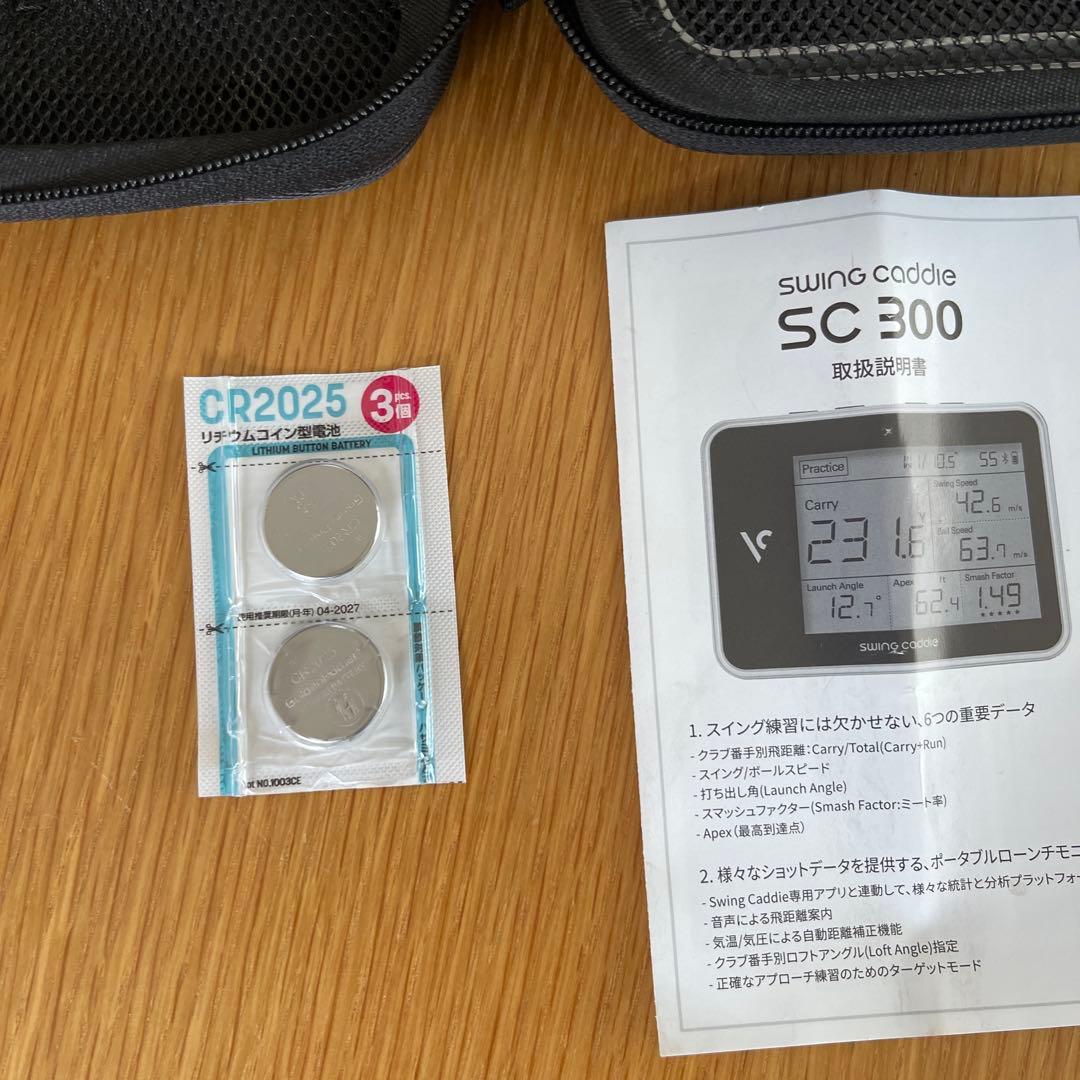 CR2025
3 pcs. 個
リチウムコイン型電池
LITHIUM BUTTON BATTERY
使用推奨期限(月-年) 04-2027
CR2025
ot NO.1003CE
swing caddie
SC 300
取扱説明書
Practice
10.5°
55
Carry
231.6
Swing Speed
42.6 m/s
Ball Speed
63.7 m/s
Launch Angle
12.7°
Apex ft
62.4
Smash Factor
1.49
★★★★★
swing caddie
1. スイング練習には欠かせない、6つの重要データ
- クラブ番手別飛距離：Carry/Total(Carry+Run)
- スイング/ボールスピード
- 打ち出し角(Launch Angle)
- スマッシュファクター(Smash Factor:ミート率)
- Apex（最高到達点）
2. 様々なショットデータを提供する、ポータブルローンチモニ
- Swing Caddie専用アプリと連動して、様々な統計と分析プラットフォー
- 音声による飛距離案内
- 気温/気圧による自動距離補正機能
- クラブ番手別ロフトアングル(Loft Angle)指定
- 正確なアプローチ練習のためのターゲットモード